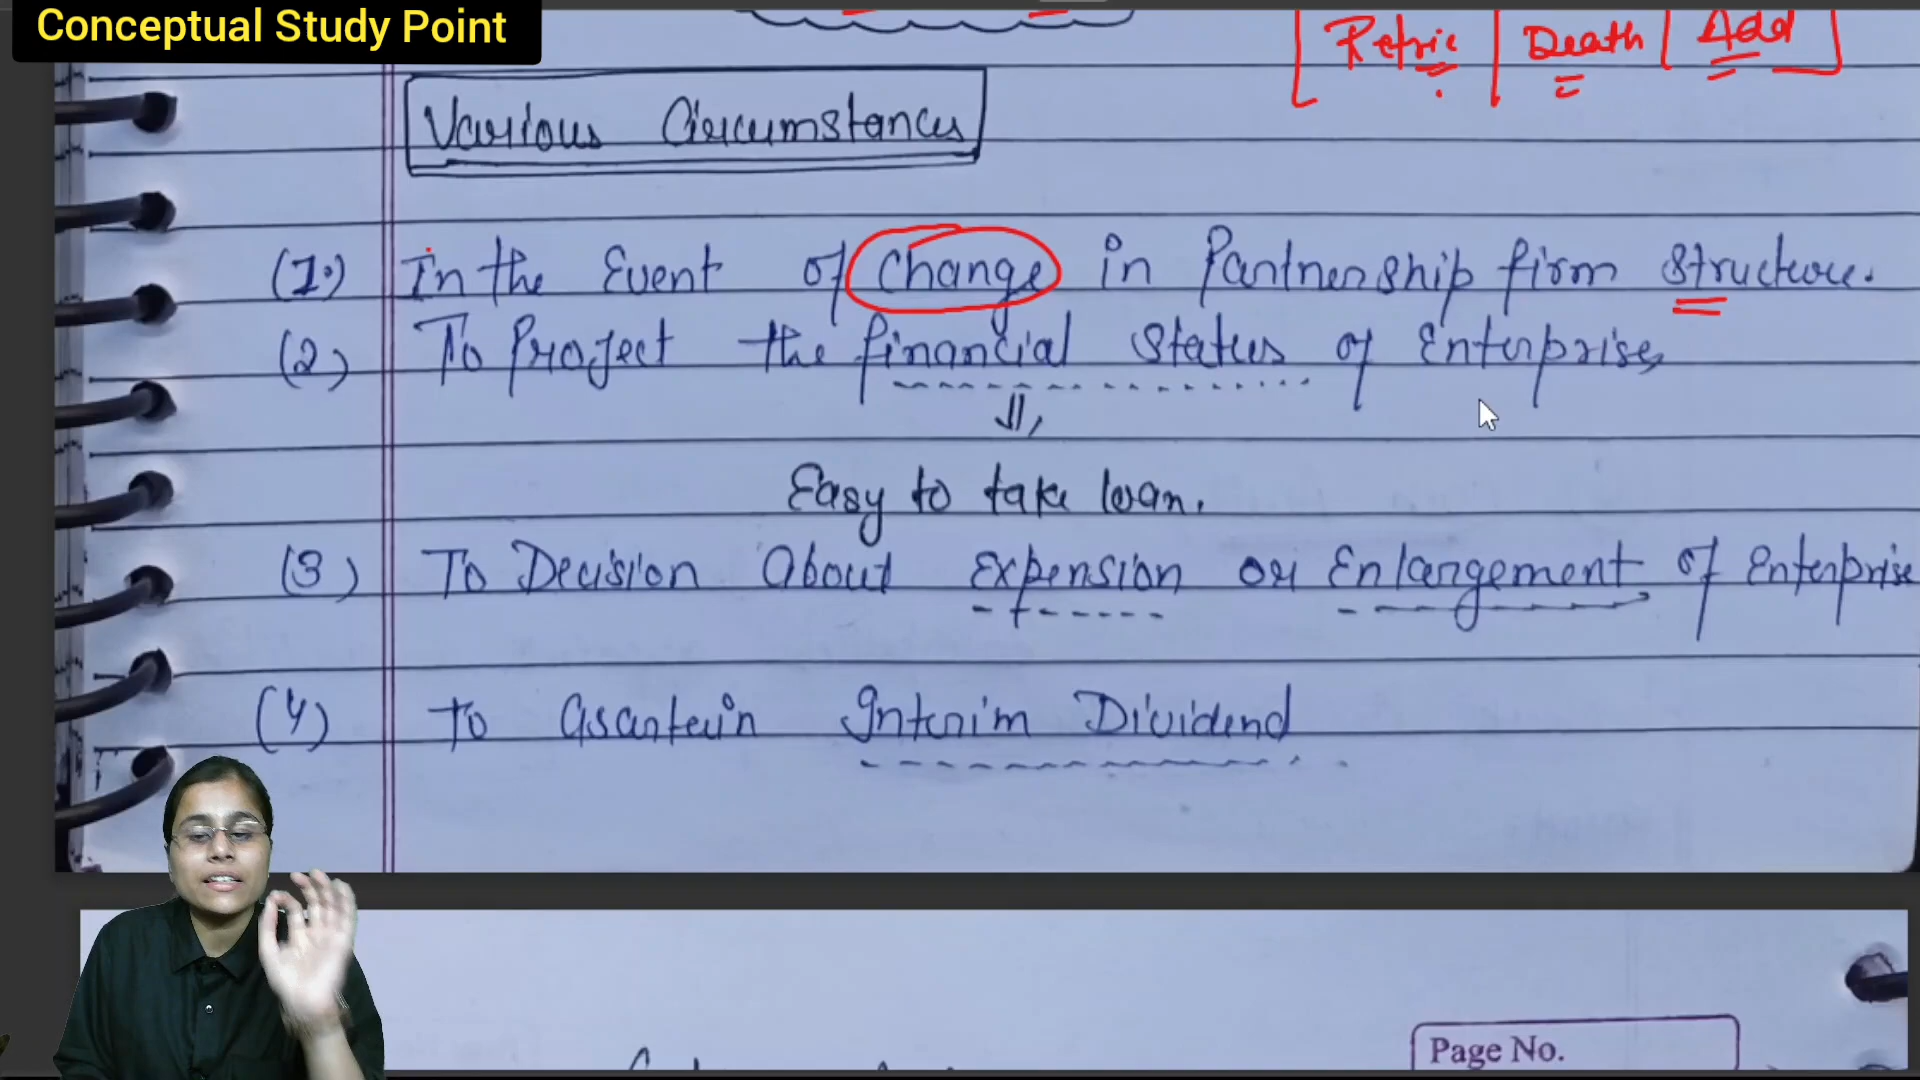 Conceptual Study Point
Retric Death Add
Various Circumstances
(1.) In the Event of Change in Partnership firm Structure.
(2) To Project the financial Status of Enterprise,
Easy to take loan.
(3) To Decision About Expension or Enlargement of Enterprise
(4) To Asartein Interim Dividend
Page No.